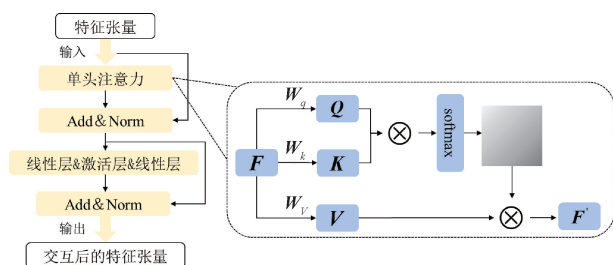 特征张量
输入
单头注意力
Add&Norm
线性层&激活层&线性层
Add&Norm
输出
交互后的特征张量
F
W_q
Q
W_k
K
W_V
V
softmax
F'